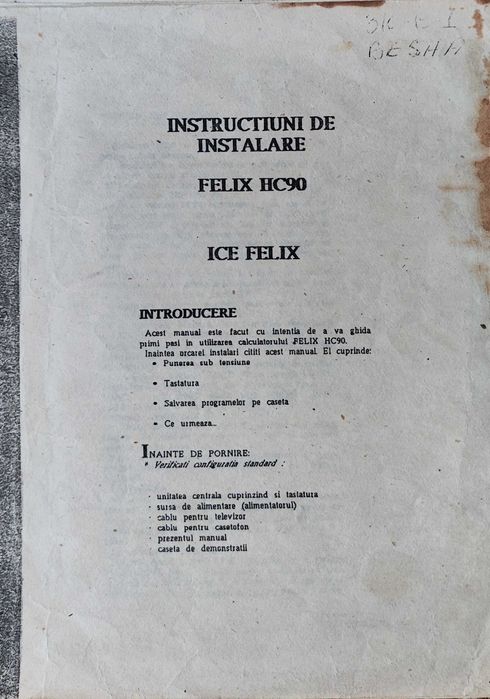 INSTRUCTIUNI DE
INSTALARE
FELIX HC90
ICE FELIX
INTRODUCERE
Acest manual este facut cu intentia de a va ghida
primi pasi in utilizarea calculatorului FELIX HC90.
Inaintea orcarei instalari cititi acest manual. El cuprinde:
• Punerea sub tensiune
• Tastatura
• Salvarea programelor pe caseta
• Ce urmeaza...
INAINTE DE PORNIRE:
* Verificati configuratia standard :
· unitatea centrala cuprinzind si tastatura
· sursa de alimentare (alimentatorul)
· cablu pentru televizor
· cablu pentru casetofon
· prezentul manual
· caseta de demonstratii